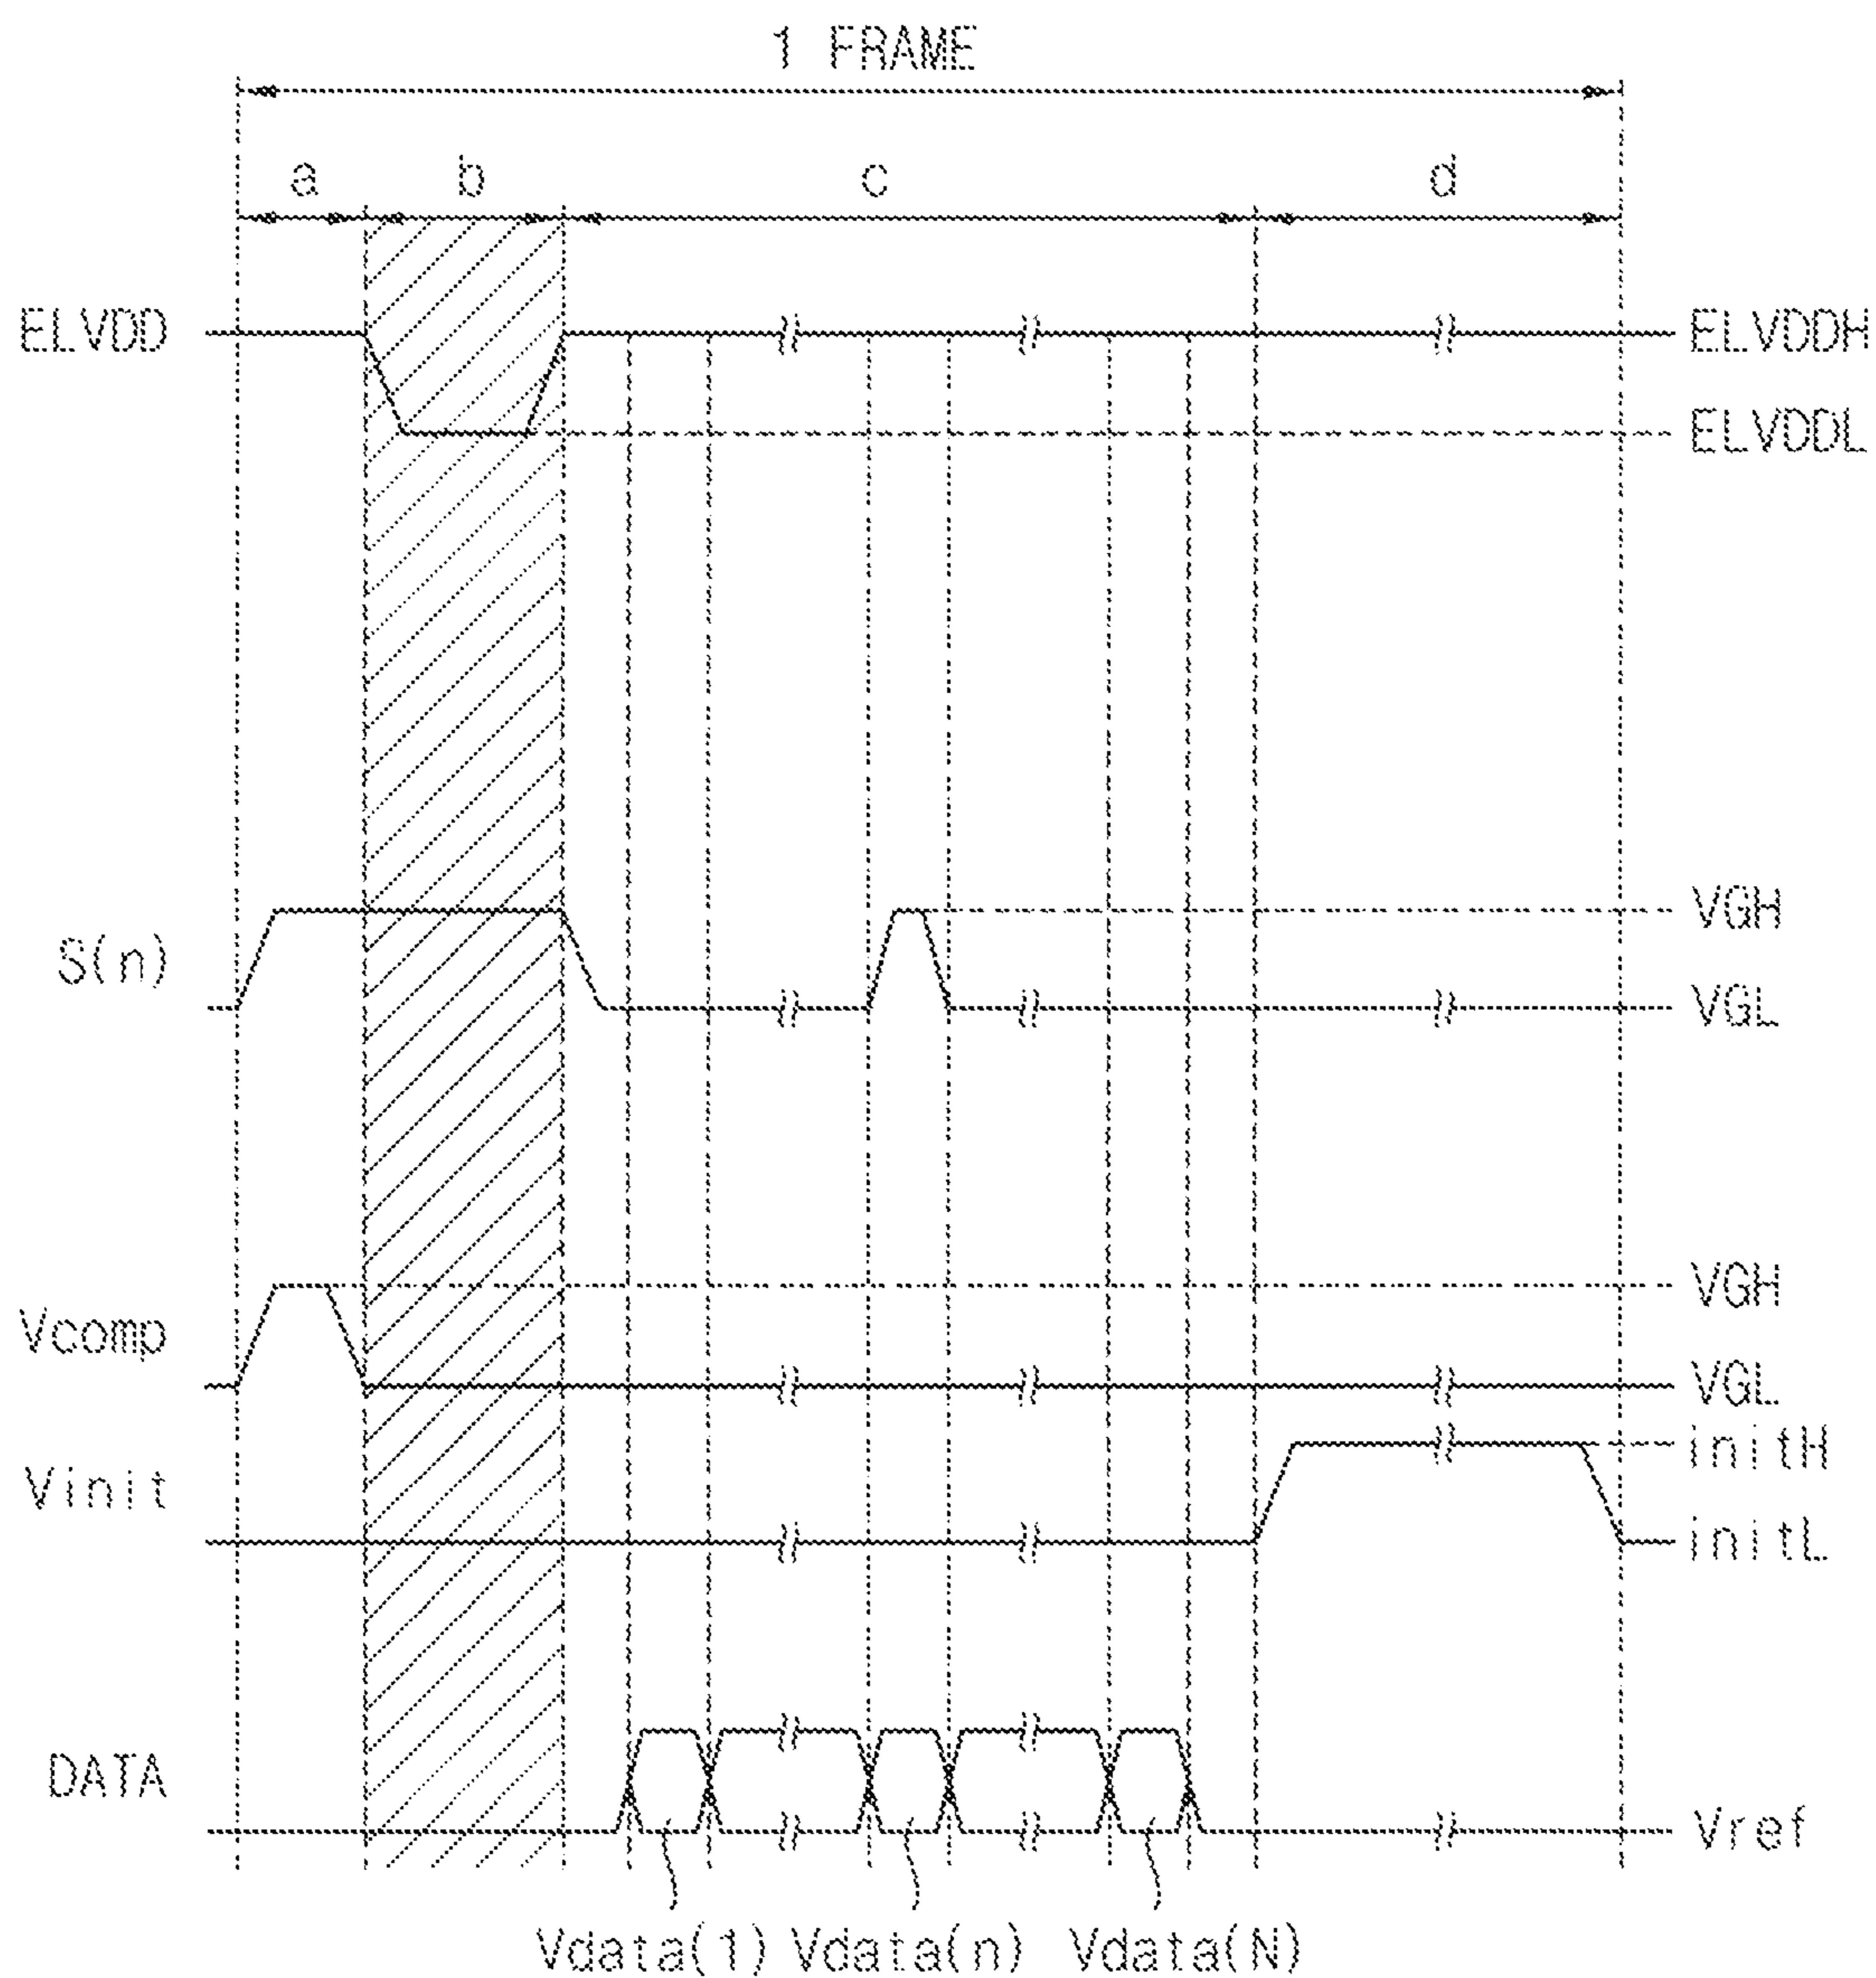 1 FRAME
a b c d
ELVDD ELVDDH
ELVDDL
VGH
S(n)
VGL
VGH
Vcomp
VGL
initH
Vinit
initL
DATA
Vref
Vdata(1) Vdata(n) Vdata(N)